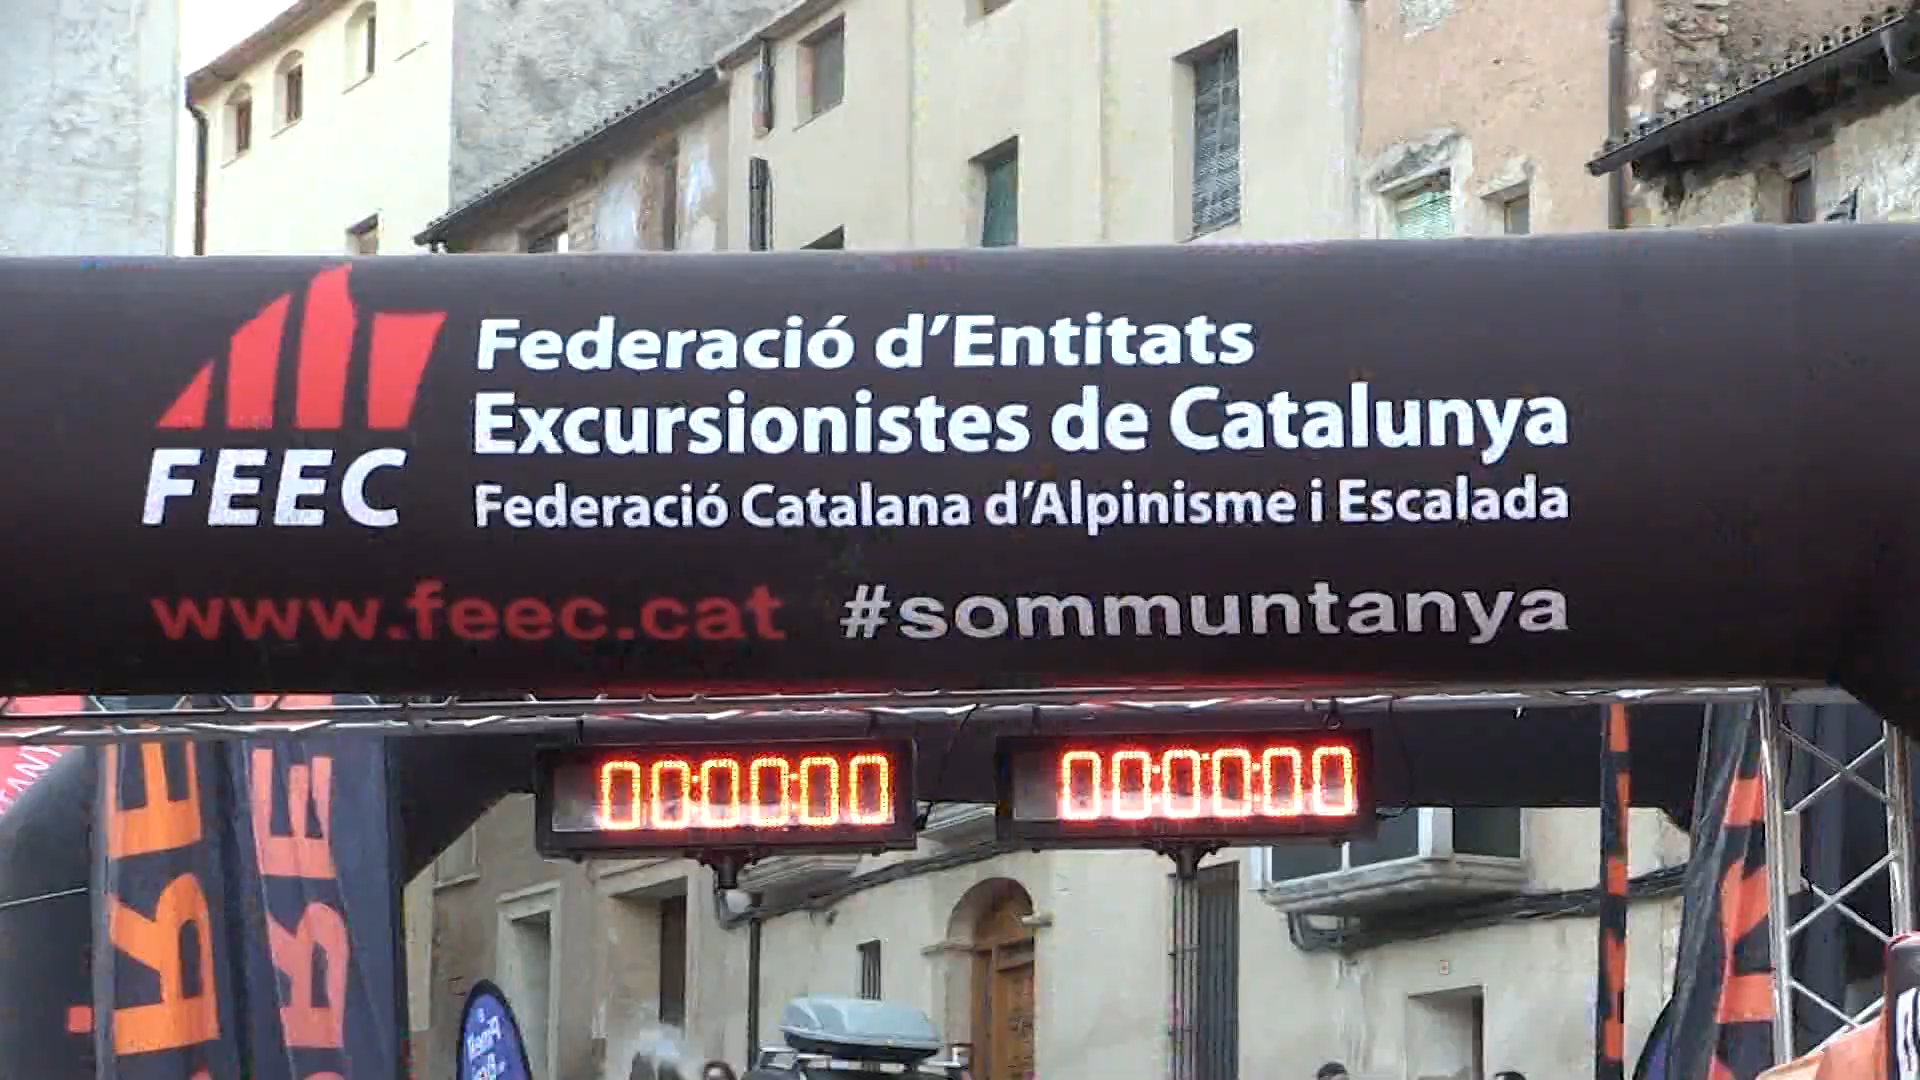 Federació d'Entitats
Excursionistes de Catalunya
FEEC
Federació Catalana d'Alpinisme i Escalada
www.feec.cat #sommuntanya
00:00:00 00:00:00